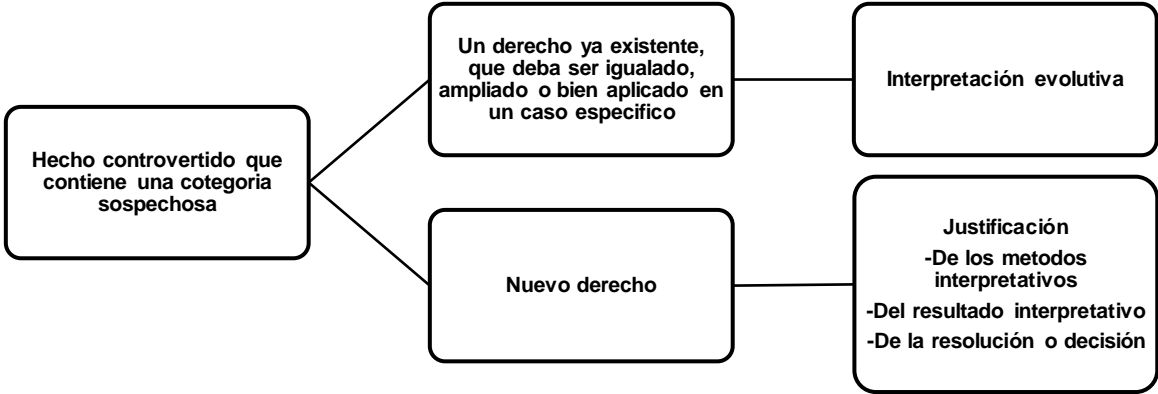 Hecho controvertido que
contiene una cotegoria
sospechosa
Un derecho ya existente,
que deba ser igualado,
ampliado o bien aplicado en
un caso especifico
Interpretación evolutiva
Nuevo derecho
Justificación
-De los metodos
interpretativos
-Del resultado interpretativo
-De la resolución o decisión